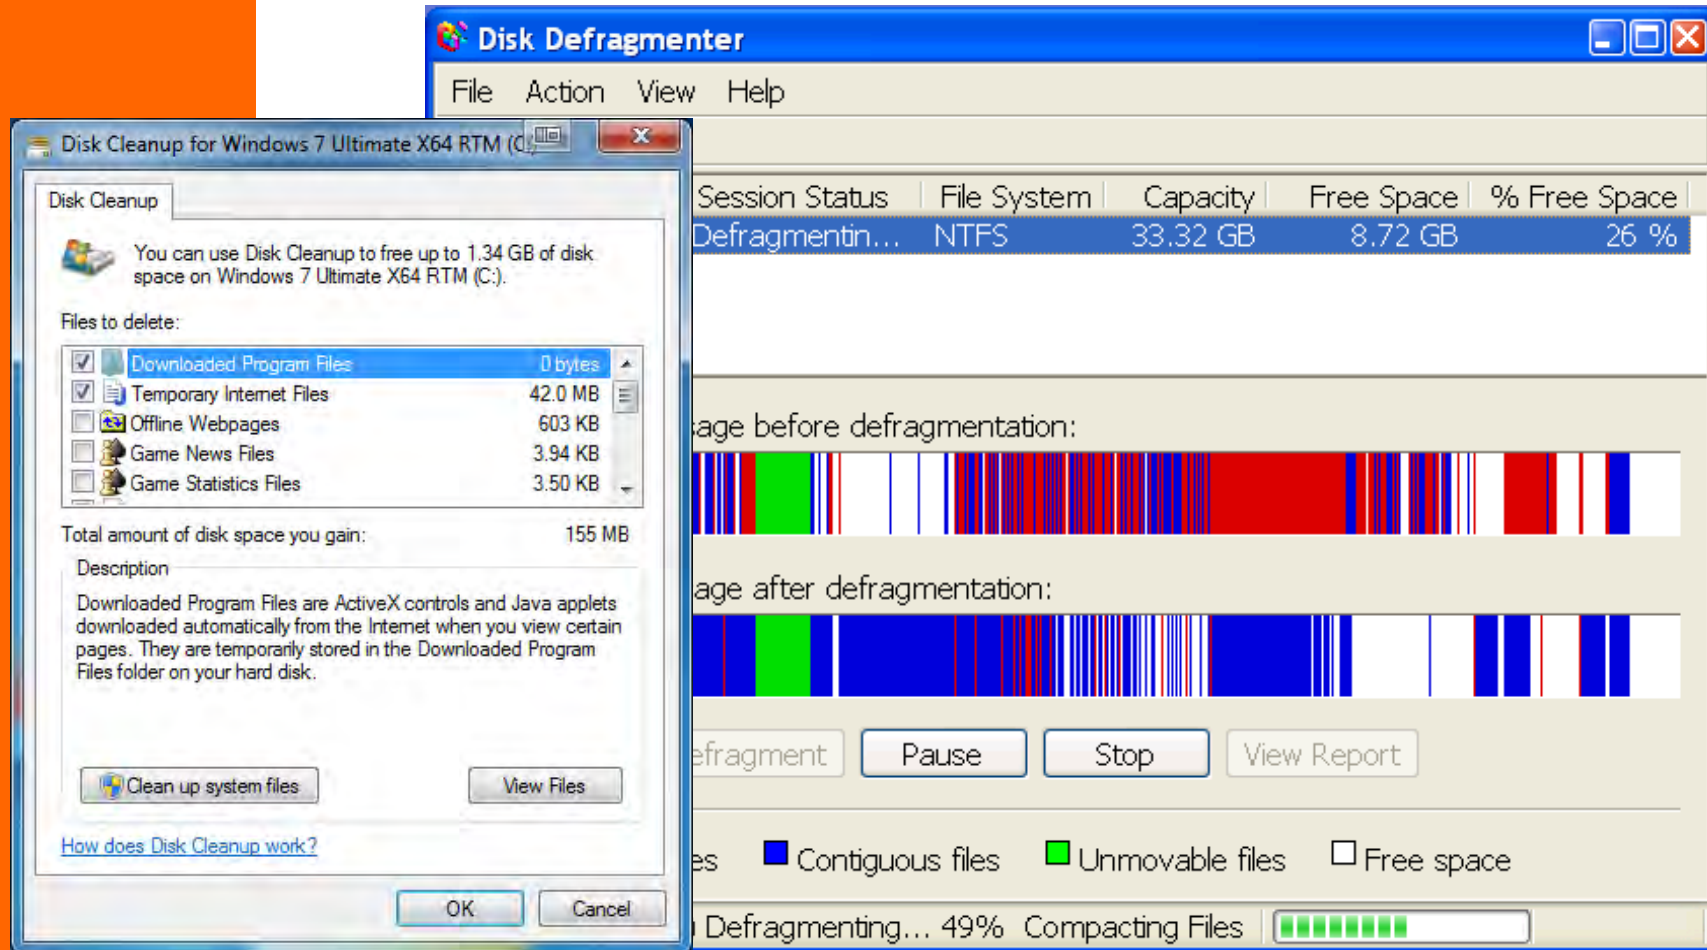 Disk Defragmenter
File Action View Help
Session Status File System Capacity Free Space % Free Space
Defragmentin... NTFS 33.32 GB 8.72 GB 26 %
before defragmentation:
after defragmentation:
Pause Stop View Report
Contiguous files Unmovable files Free space
Defragmenting... 49% Compacting Files
Disk Cleanup for Windows 7 Ultimate X64 RTM (C:
Disk Cleanup
You can use Disk Cleanup to free up to 1.34 GB of disk
space on Windows 7 Ultimate X64 RTM (C:).
Files to delete:
Downloaded Program Files 0 bytes
Temporary Internet Files 42.0 MB
Offline Webpages 603 KB
Game News Files 3.94 KB
Game Statistics Files 3.50 KB
Total amount of disk space you gain: 155 MB
Description
Downloaded Program Files are ActiveX controls and Java applets
downloaded automatically from the Internet when you view certain
pages. They are temporarily stored in the Downloaded Program
Files folder on your hard disk.
Clean up system files View Files
How does Disk Cleanup work?
OK Cancel